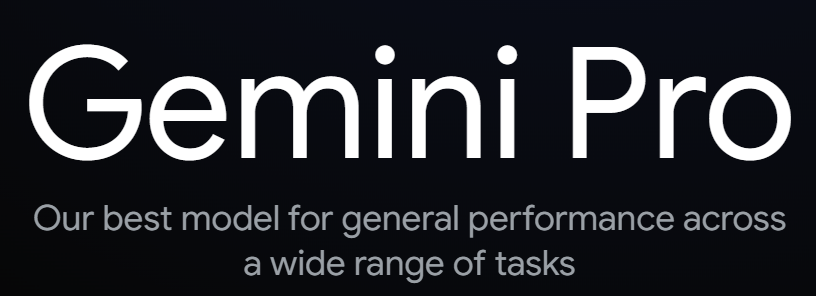 Gemini Pro
Our best model for general performance across
a wide range of tasks